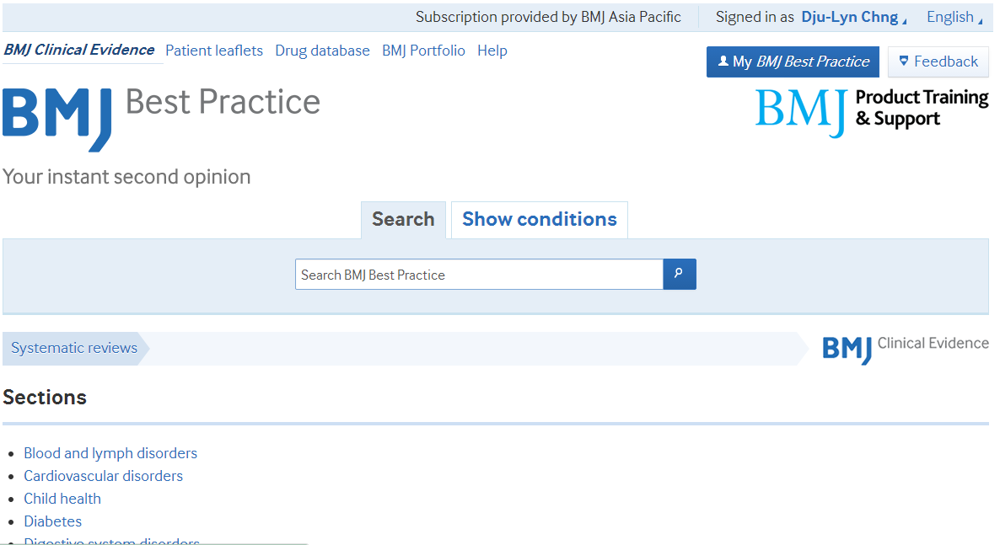 Subscription provided by BMJ Asia Pacific Signed in as Dju-Lyn Chng English
BMJ Clinical Evidence Patient leaflets Drug database BMJ Portfolio Help
My BMJ Best Practice Feedback
BMJ Best Practice
BMJ Product Training
& Support
Your instant second opinion
Search Show conditions
Search BMJ Best Practice
Systematic reviews
BMJ Clinical Evidence
Sections
Blood and lymph disorders
Cardiovascular disorders
Child health
Diabetes
Digestive system disorders